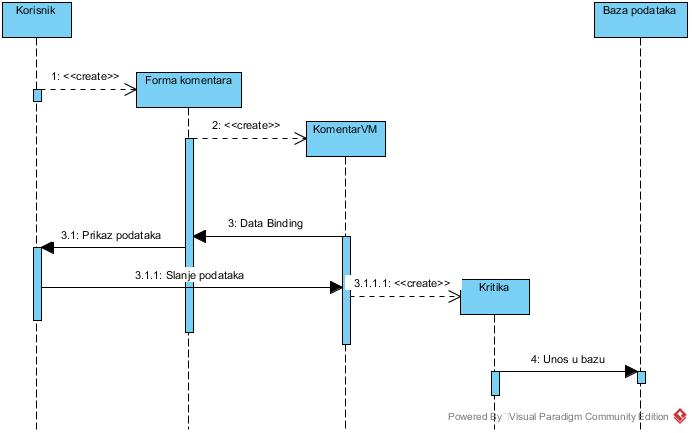 Korisnik
Baza podataka
1: <<create>>
Forma komentara
2: <<create>>
KomentarVM
3: Data Binding
3.1: Prikaz podataka
3.1.1: Slanje podataka
3.1.1.1: <<create>>
Kritika
4: Unos u bazu
Powered By Visual Paradigm Community Edition